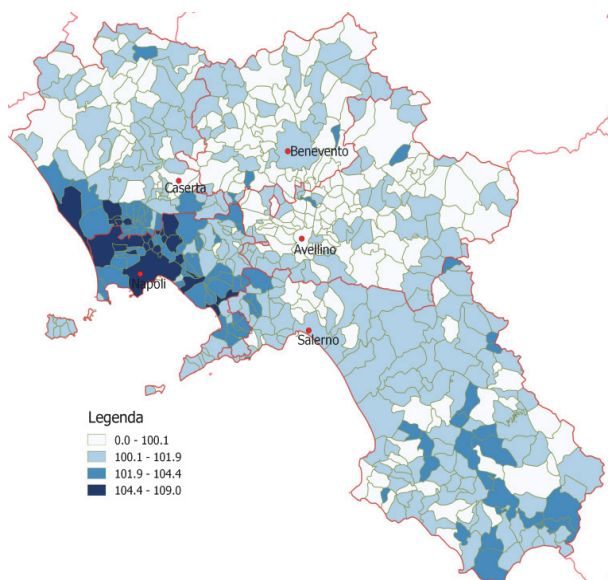 Benevento
Caserta
Avellino
Napoli
Salerno
Legenda
0.0 - 100.1
100.1 - 101.9
101.9 - 104.4
104.4 - 109.0